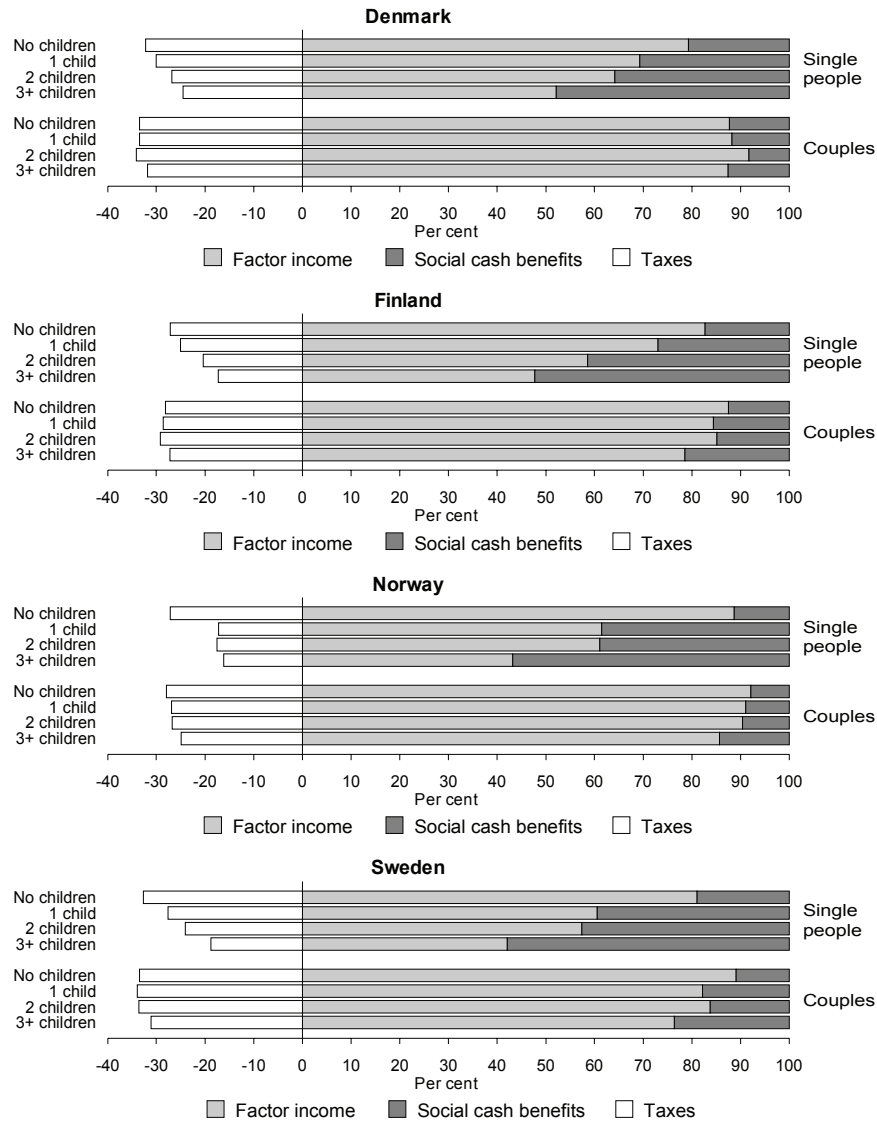 Denmark
No children
1 child
2 children
3+ children
Single
people
No children
1 child
2 children
3+ children
Couples
-40 -30 -20 -10 0 10 20 30 40 50 60 70 80 90 100
Per cent
Factor income Social cash benefits Taxes
Finland
No children
1 child
2 children
3+ children
Single
people
No children
1 child
2 children
3+ children
Couples
-40 -30 -20 -10 0 10 20 30 40 50 60 70 80 90 100
Per cent
Factor income Social cash benefits Taxes
Norway
No children
1 child
2 children
3+ children
Single
people
No children
1 child
2 children
3+ children
Couples
-40 -30 -20 -10 0 10 20 30 40 50 60 70 80 90 100
Per cent
Factor income Social cash benefits Taxes
Sweden
No children
1 child
2 children
3+ children
Single
people
No children
1 child
2 children
3+ children
Couples
-40 -30 -20 -10 0 10 20 30 40 50 60 70 80 90 100
Per cent
Factor income Social cash benefits Taxes